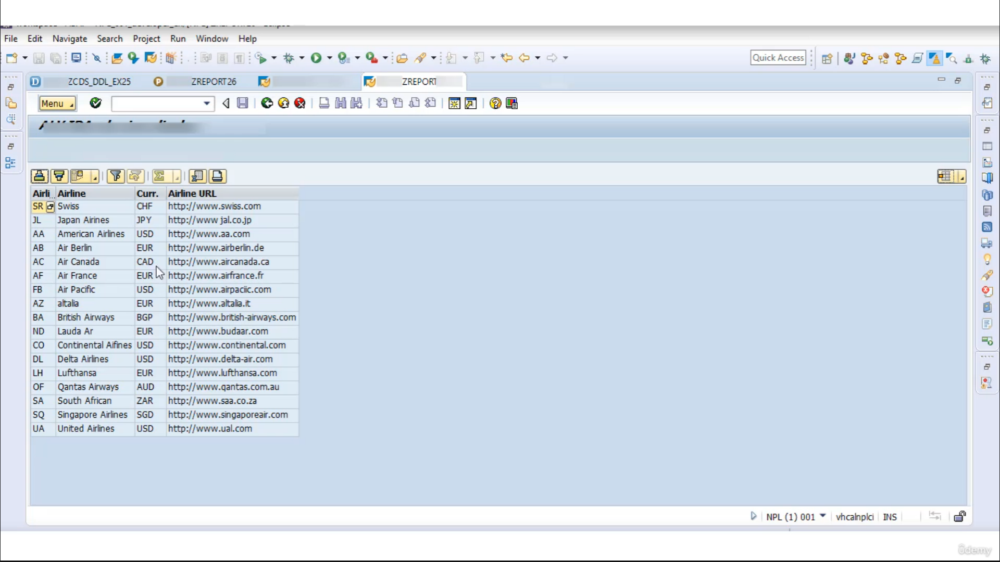 File Edit Navigate Search Project Run Window Help
Quick Access
ZCDS_DDL_EX25 ZREPORT26 ZREPORT
Menu
Airli... Airline Curr. Airline URL
SR Swiss CHF http://www.swiss.com
JL Japan Airines JPY http://www jal.co.jp
AA American Airlines USD http://www.aa.com
AB Air Berlin EUR http://www.airberlin.de
AC Air Canada CAD http://www.aircanada.ca
AF Air France EUR http://www.airfrance.fr
FB Air Pacific USD http://www.airpaciic.com
AZ altalia EUR http://www.altalia.it
BA British Airways BGP http://www.british-airways.com
ND Lauda Ar EUR http://www.budaar.com
CO Continental Aifines USD http://www.continental.com
DL Delta Airlines USD http://www.delta-air.com
LH Lufthansa EUR http://www.lufthansa.com
OF Qantas Airways AUD http://www.qantas.com.au
SA South African ZAR http://www.saa.co.za
SQ Singapore Airlines SGD http://www.singaporeair.com
UA United Airlines USD http://www.ual.com
NPL (1) 001 vhcalnplci INS
ûdemy